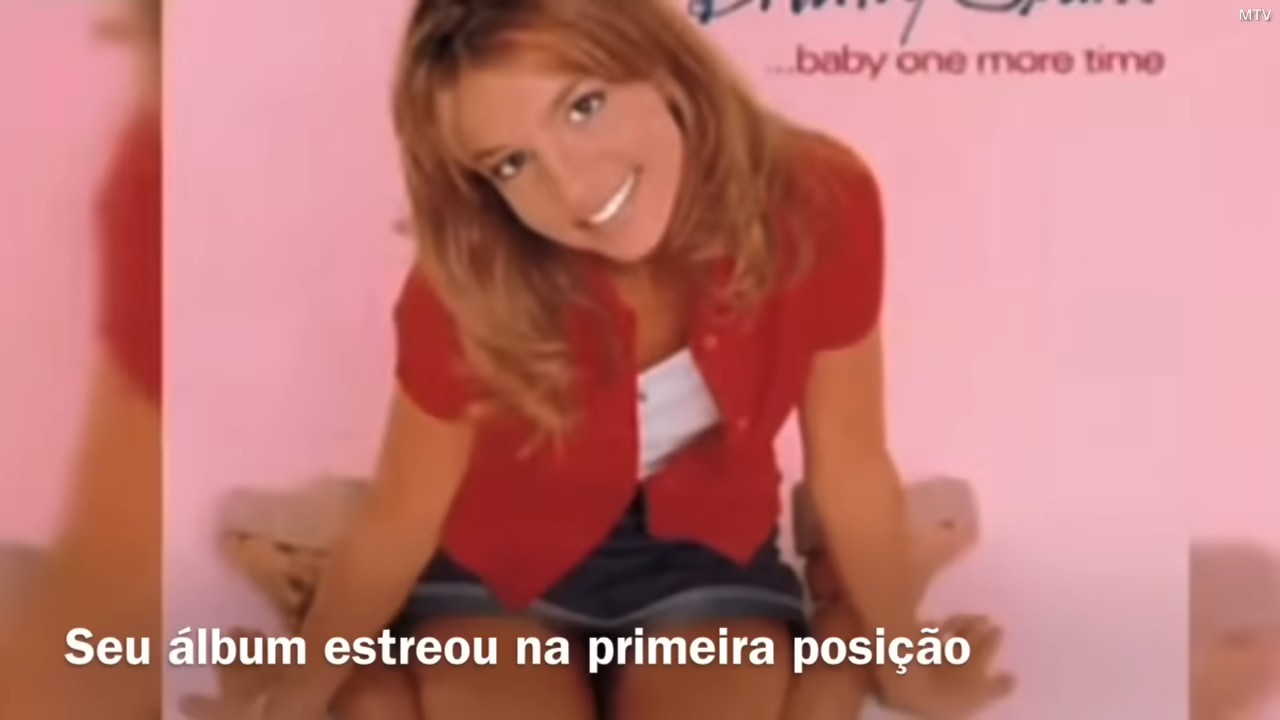 MTV
...baby one more time
Seu álbum estreou na primeira posição